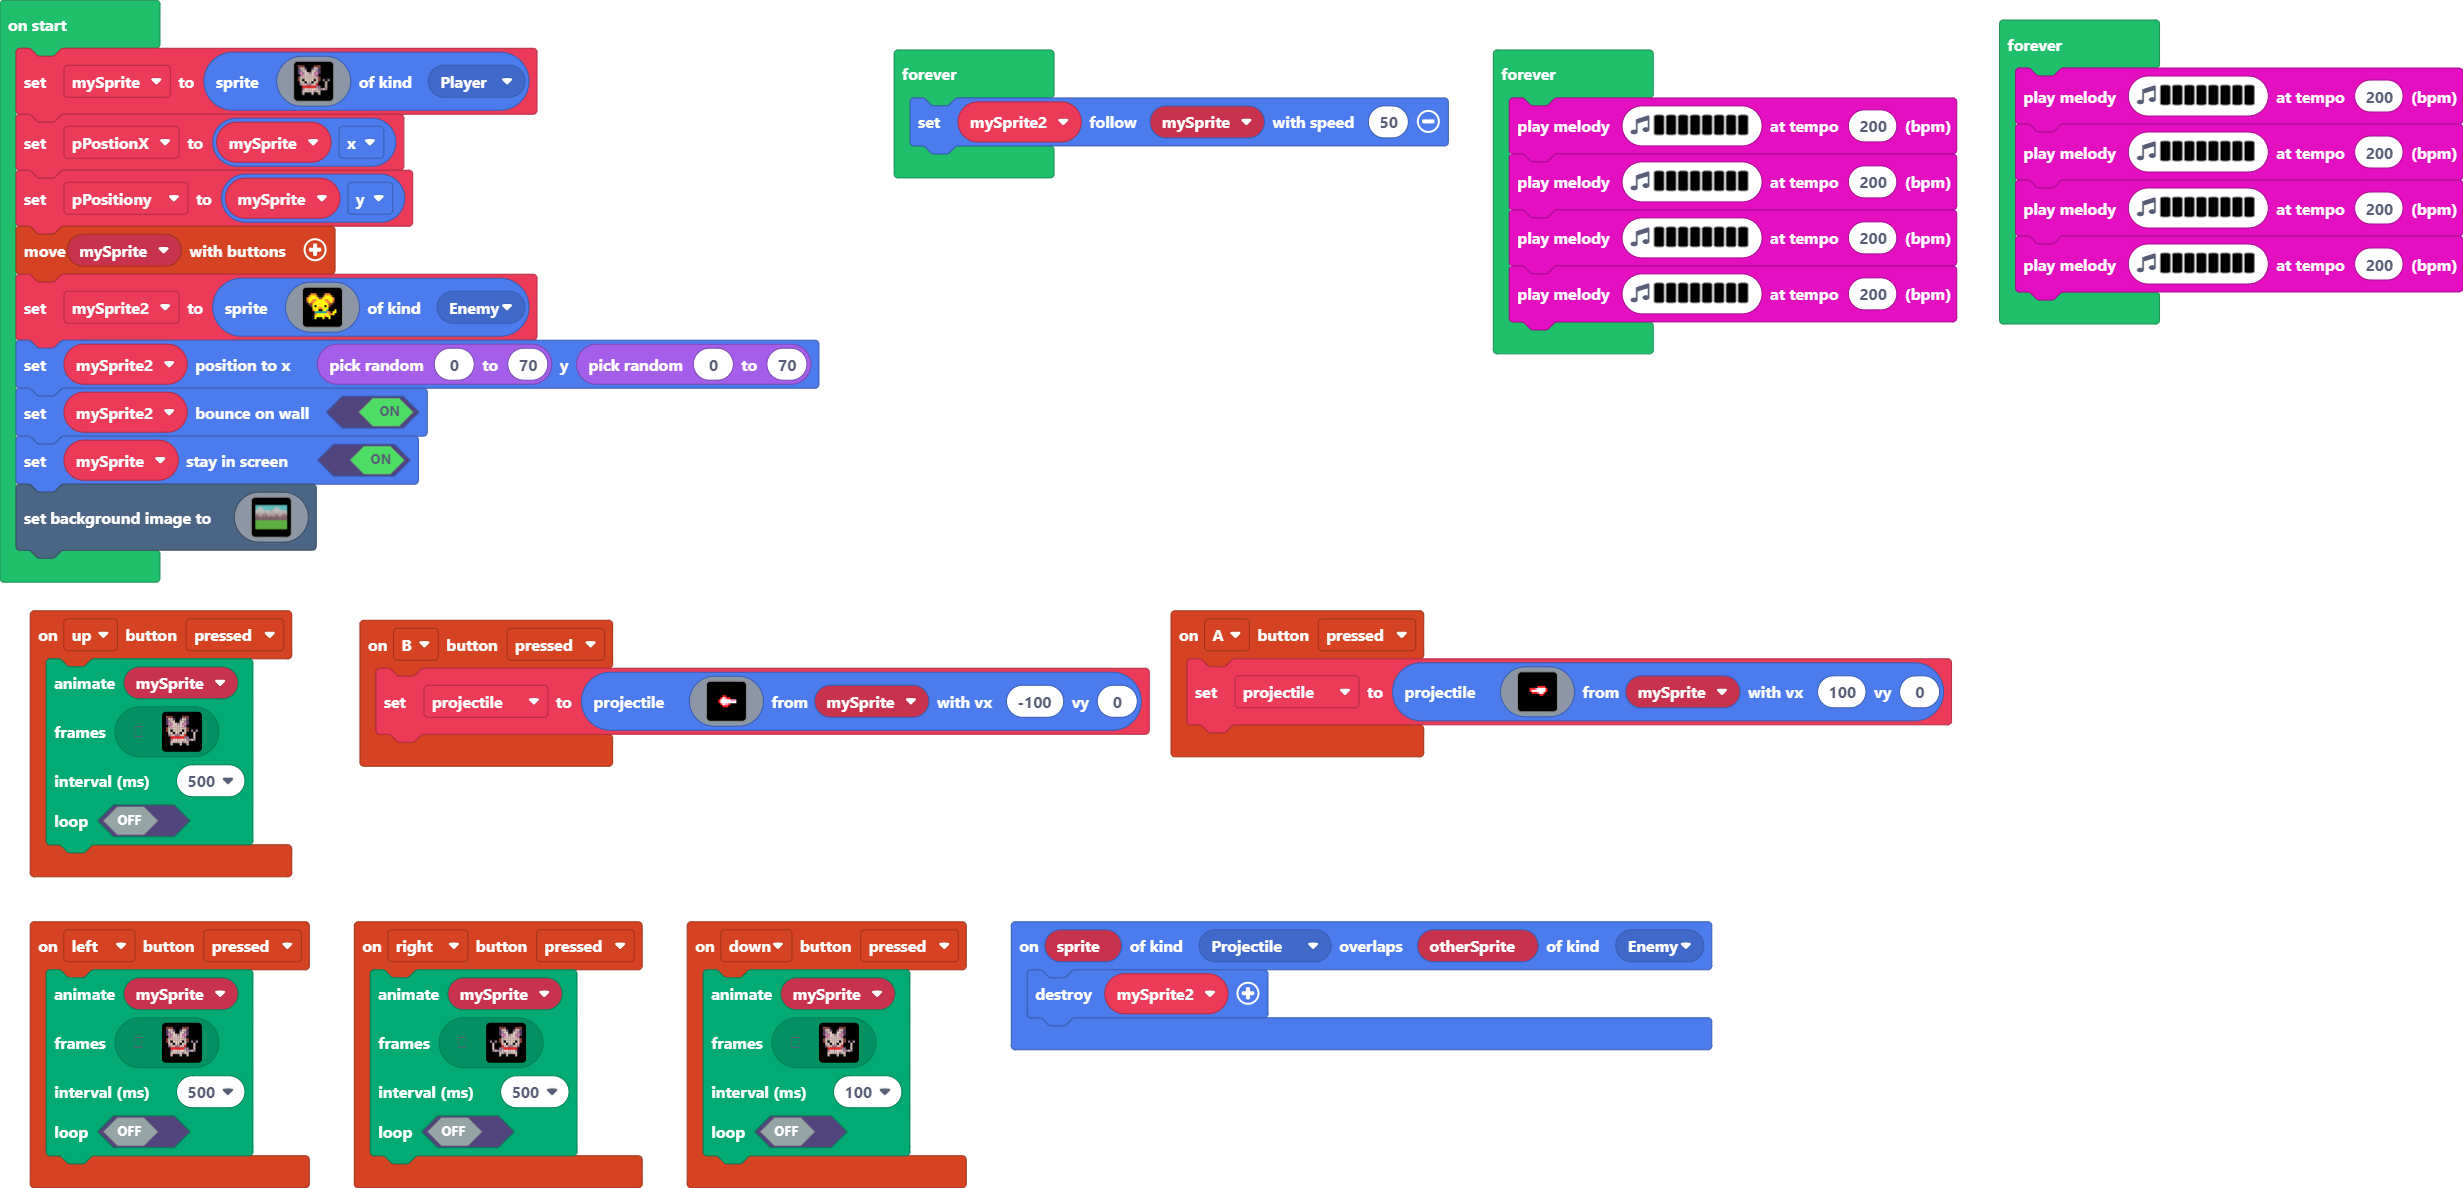 on start
set mySprite to sprite of kind Player
set pPostionX to mySprite x
set pPositiony to mySprite y
move mySprite with buttons
set mySprite2 to sprite of kind Enemy
set mySprite2 position to x pick random 0 to 70 y pick random 0 to 70
set mySprite2 bounce on wall ON
set mySprite stay in screen ON
set background image to
forever
set mySprite2 follow mySprite with speed 50
forever
play melody at tempo 200 (bpm)
play melody at tempo 200 (bpm)
play melody at tempo 200 (bpm)
play melody at tempo 200 (bpm)
forever
play melody at tempo 200 (bpm)
play melody at tempo 200 (bpm)
play melody at tempo 200 (bpm)
play melody at tempo 200 (bpm)
on up button pressed
animate mySprite
frames
interval (ms) 500
loop OFF
on B button pressed
set projectile to projectile from mySprite with vx -100 vy 0
on A button pressed
set projectile to projectile from mySprite with vx 100 vy 0
on left button pressed
animate mySprite
frames
interval (ms) 500
loop OFF
on right button pressed
animate mySprite
frames
interval (ms) 500
loop OFF
on down button pressed
animate mySprite
frames
interval (ms) 100
loop OFF
on sprite of kind Projectile overlaps otherSprite of kind Enemy
destroy mySprite2